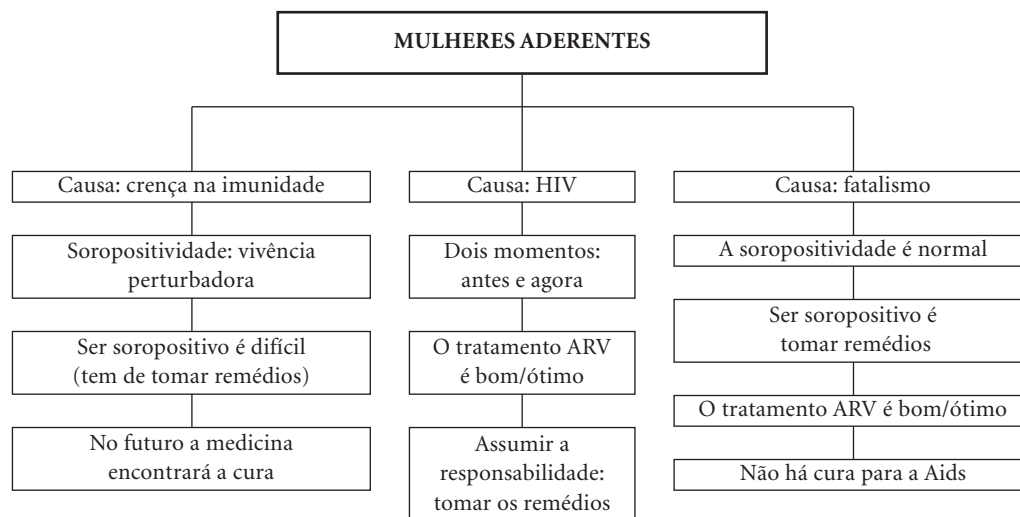 MULHERES ADERENTES
Causa: crença na imunidade
Soropositividade: vivência
perturbadora
Ser soropositivo é difícil
(tem de tomar remédios)
No futuro a medicina
encontrará a cura
Causa: HIV
Dois momentos:
antes e agora
O tratamento ARV
é bom/ótimo
Assumir a
responsabilidade:
tomar os remédios
Causa: fatalismo
A soropositividade é normal
Ser soropositivo é
tomar remédios
O tratamento ARV é bom/ótimo
Não há cura para a Aids